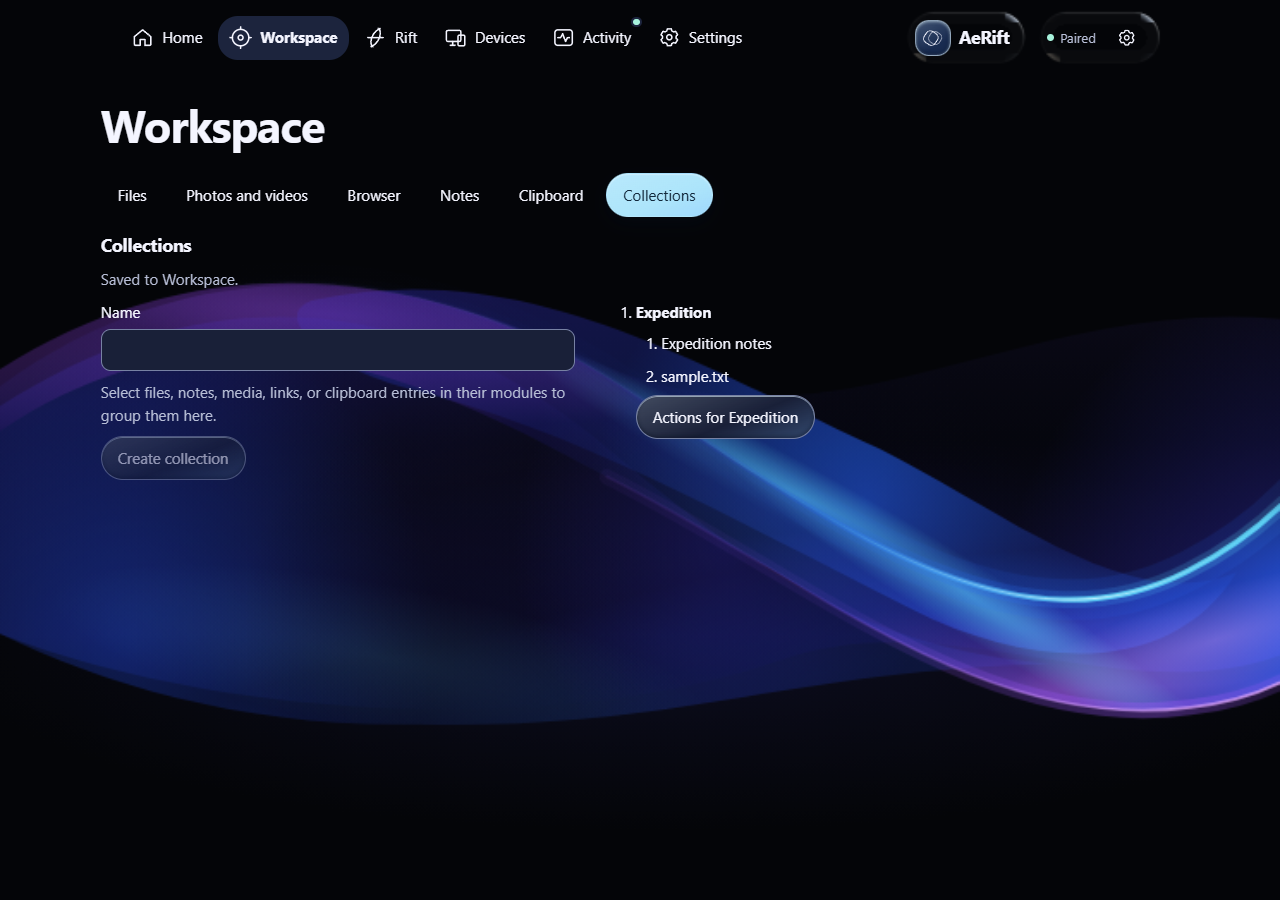 Home
Workspace
Rift
Devices
Activity
Settings
AeRift
Paired
Workspace
Files
Photos and videos
Browser
Notes
Clipboard
Collections
Collections
Saved to Workspace.
Name
Select files, notes, media, links, or clipboard entries in their modules to
group them here.
Create collection
1. Expedition
1. Expedition notes
2. sample.txt
Actions for Expedition